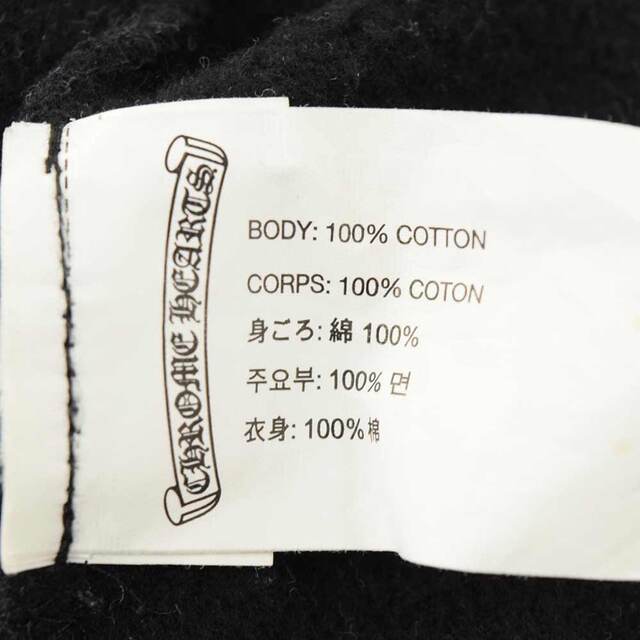 CHROME HEARTS
BODY: 100% COTTON
CORPS: 100% COTON
身ごろ: 綿 100%
주요부: 100% 면
衣身: 100% 棉